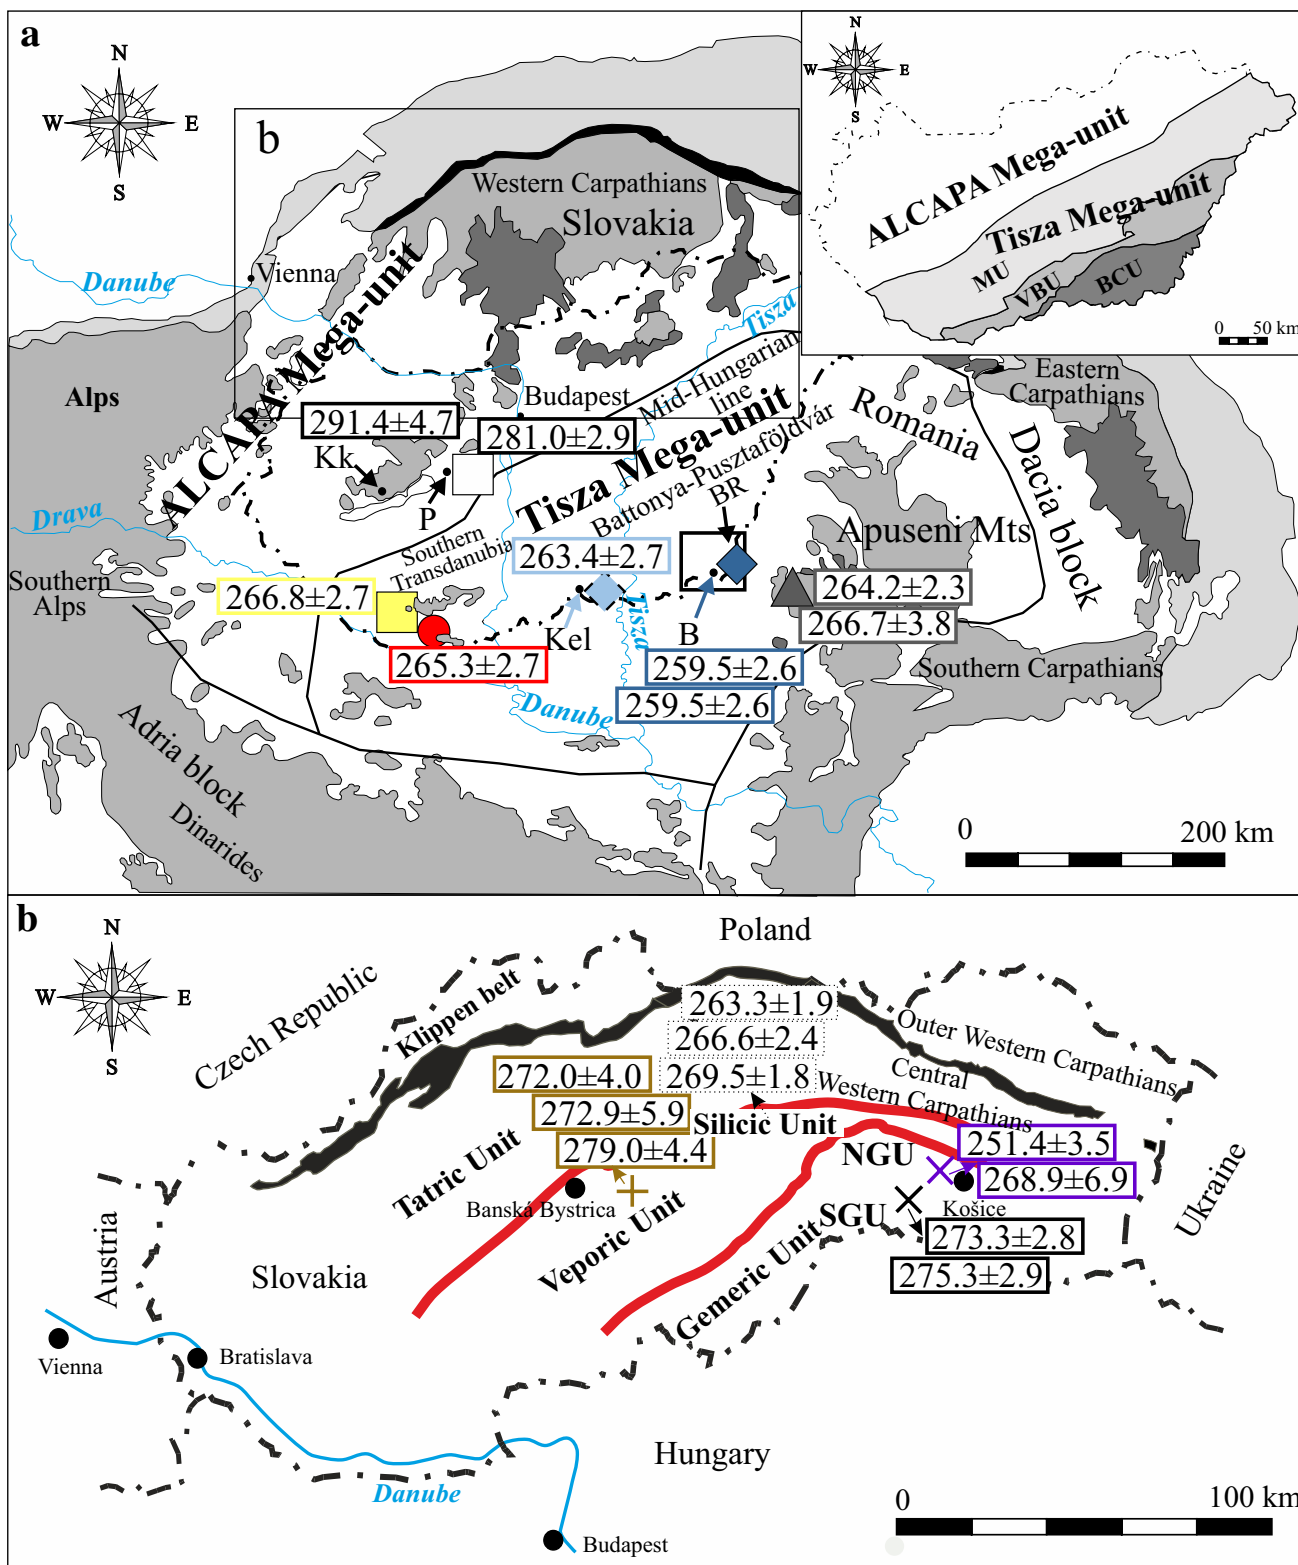 a
N
W
E
S
b
Western Carpathians
Slovakia
Vienna
Danube
ALCAPA Mega-unit
Tisza
Alps
Budapest
Mid-Hungarian
line
291.4±4.7
281.0±2.9
Kk
P
Tisza Mega-unit
Battonya-Pusztaföldvár
BR
Romania
Eastern
Carpathians
Dacia block
Drava
Southern
Transdanubia
263.4±2.7
Apuseni Mts
Southern
Alps
266.8±2.7
264.2±2.3
266.7±3.8
Kel
Tisza
B
265.3±2.7
259.5±2.6
259.5±2.6
Southern Carpathians
Danube
Adria block
Dinarides
0
200 km
N
W
E
S
ALCAPA Mega-unit
Tisza Mega-unit
MU
VBU
BCU
0
50 km
b
N
W
E
S
Poland
Czech Republic
Klippen belt
263.3±1.9
266.6±2.4
269.5±1.8
Outer Western Carpathians
Central
Western Carpathians
272.0±4.0
272.9±5.9
279.0±4.4
Silicic Unit
Tatric Unit
NGU
251.4±3.5
268.9±6.9
Banská Bystrica
Veporic Unit
SGU
Košice
273.3±2.8
275.3±2.9
Gemeric Unit
Ukraine
Austria
Slovakia
Vienna
Bratislava
Hungary
Danube
Budapest
0
100 km